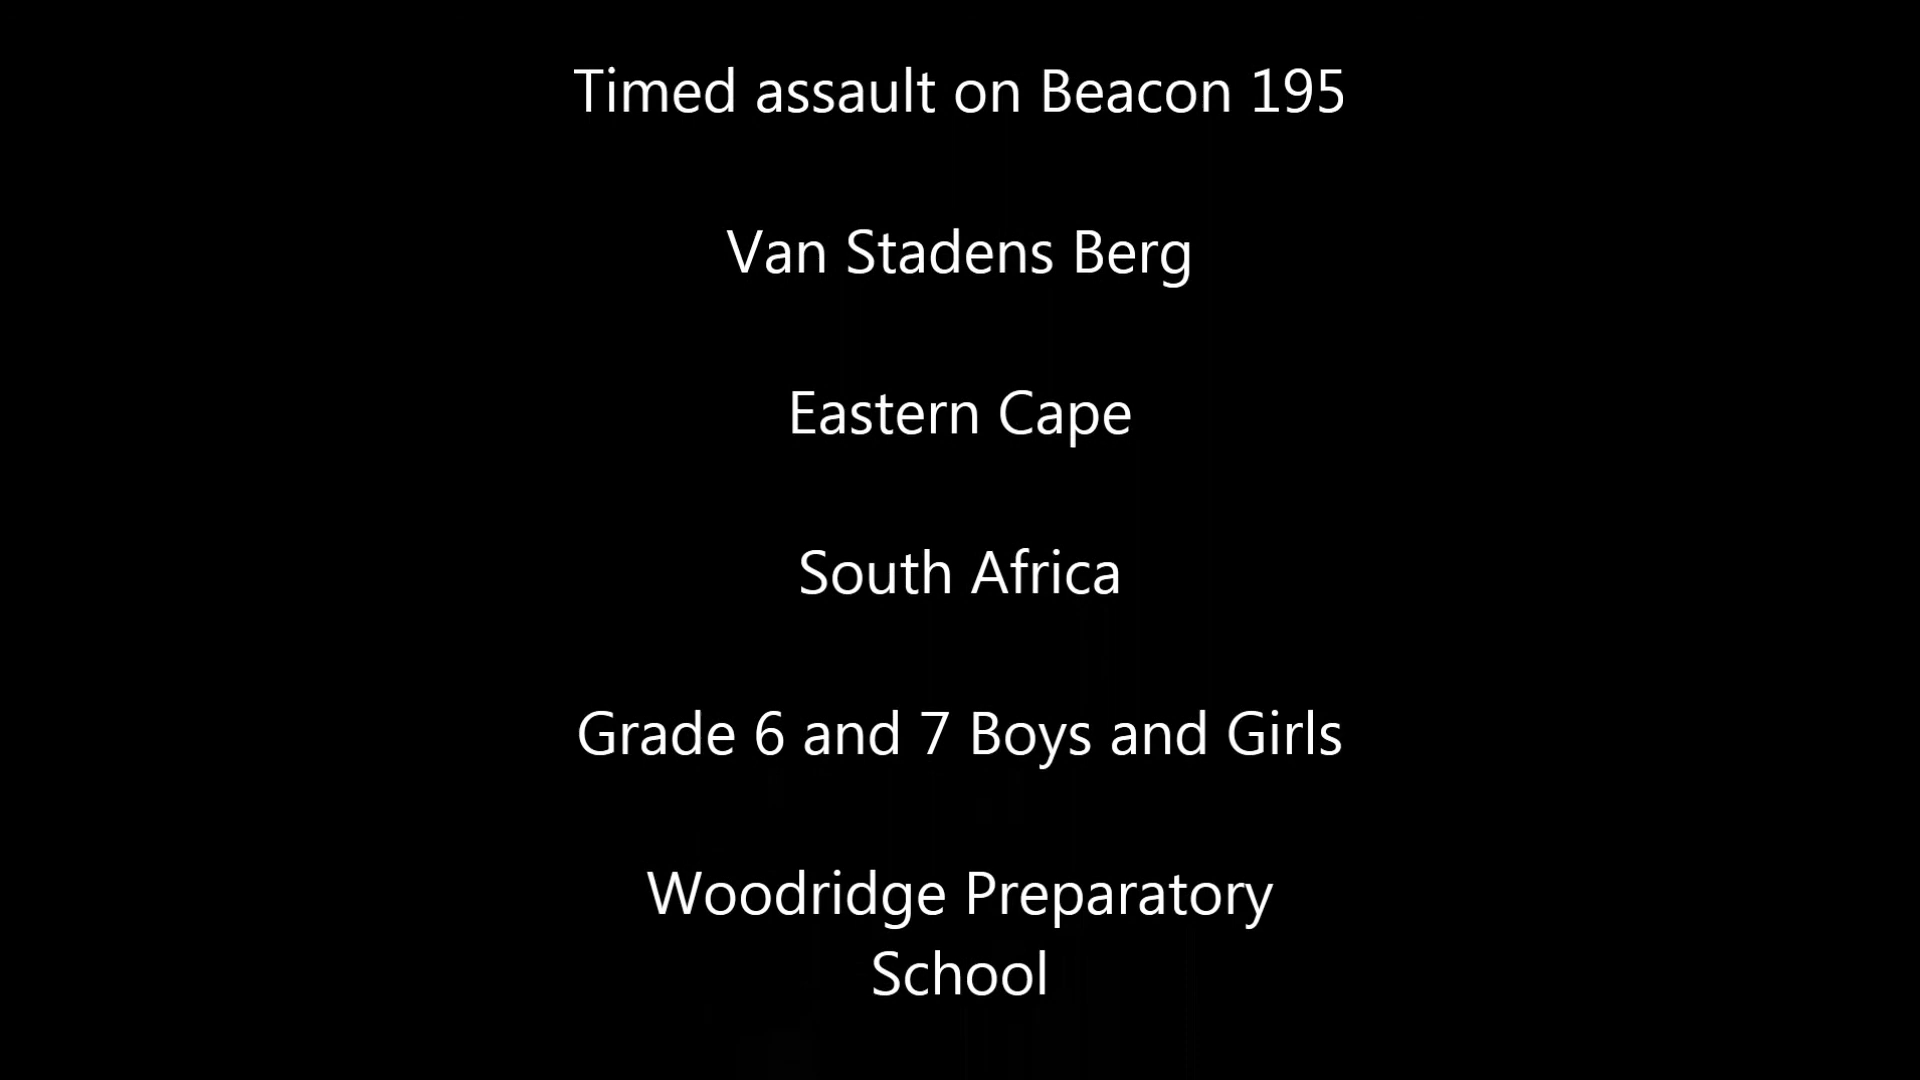 Timed assault on Beacon 195
Van Stadens Berg
Eastern Cape
South Africa
Grade 6 and 7 Boys and Girls
Woodridge Preparatory
School